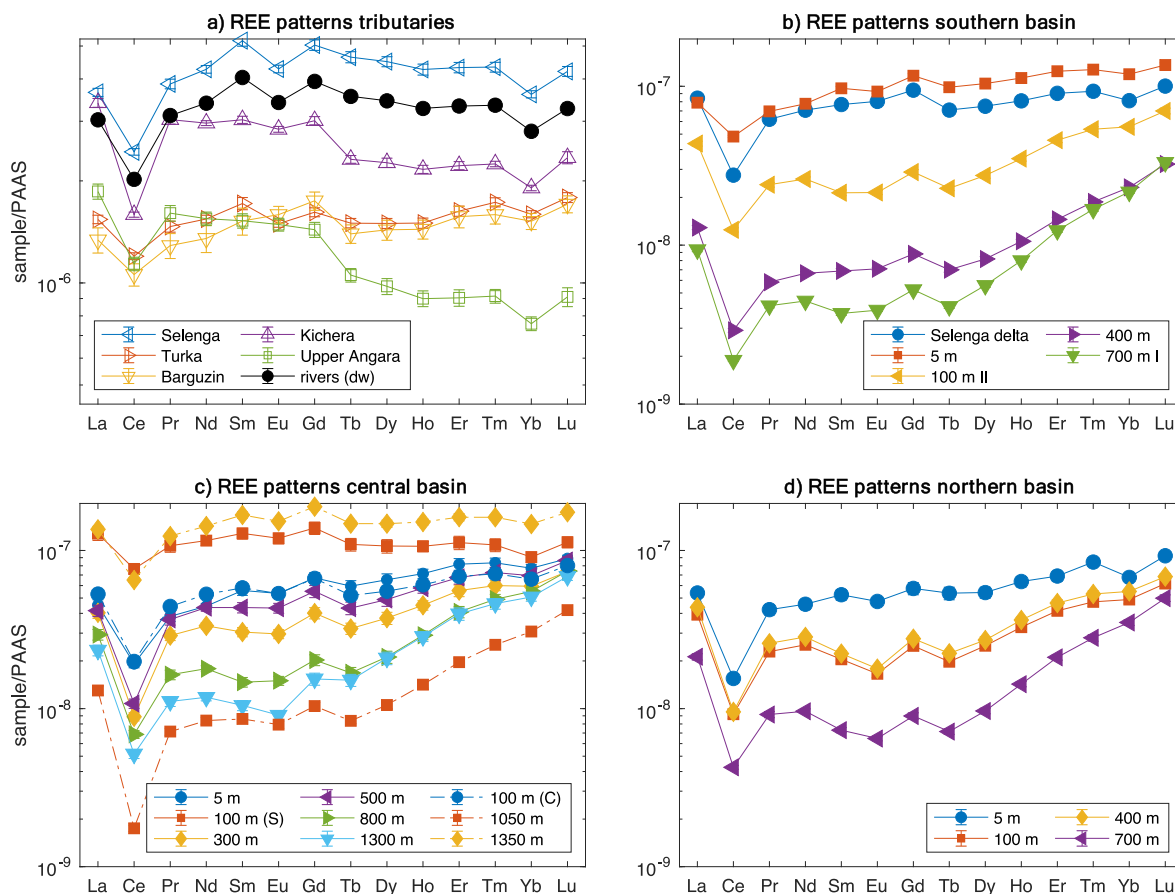 a) REE patterns tributaries
sample/PAAS
10⁻⁶
Selenga
Turka
Barguzin
Kichera
Upper Angara
rivers (dw)
La Ce Pr Nd Sm Eu Gd Tb Dy Ho Er Tm Yb Lu
b) REE patterns southern basin
10⁻⁷
10⁻⁸
10⁻⁹
Selenga delta
5 m
100 m II
400 m
700 m I
La Ce Pr Nd Sm Eu Gd Tb Dy Ho Er Tm Yb Lu
c) REE patterns central basin
sample/PAAS
10⁻⁷
10⁻⁸
10⁻⁹
5 m
100 m (S)
300 m
500 m
800 m
1300 m
100 m (C)
1050 m
1350 m
La Ce Pr Nd Sm Eu Gd Tb Dy Ho Er Tm Yb Lu
d) REE patterns northern basin
10⁻⁷
10⁻⁸
10⁻⁹
5 m
100 m
400 m
700 m
La Ce Pr Nd Sm Eu Gd Tb Dy Ho Er Tm Yb Lu